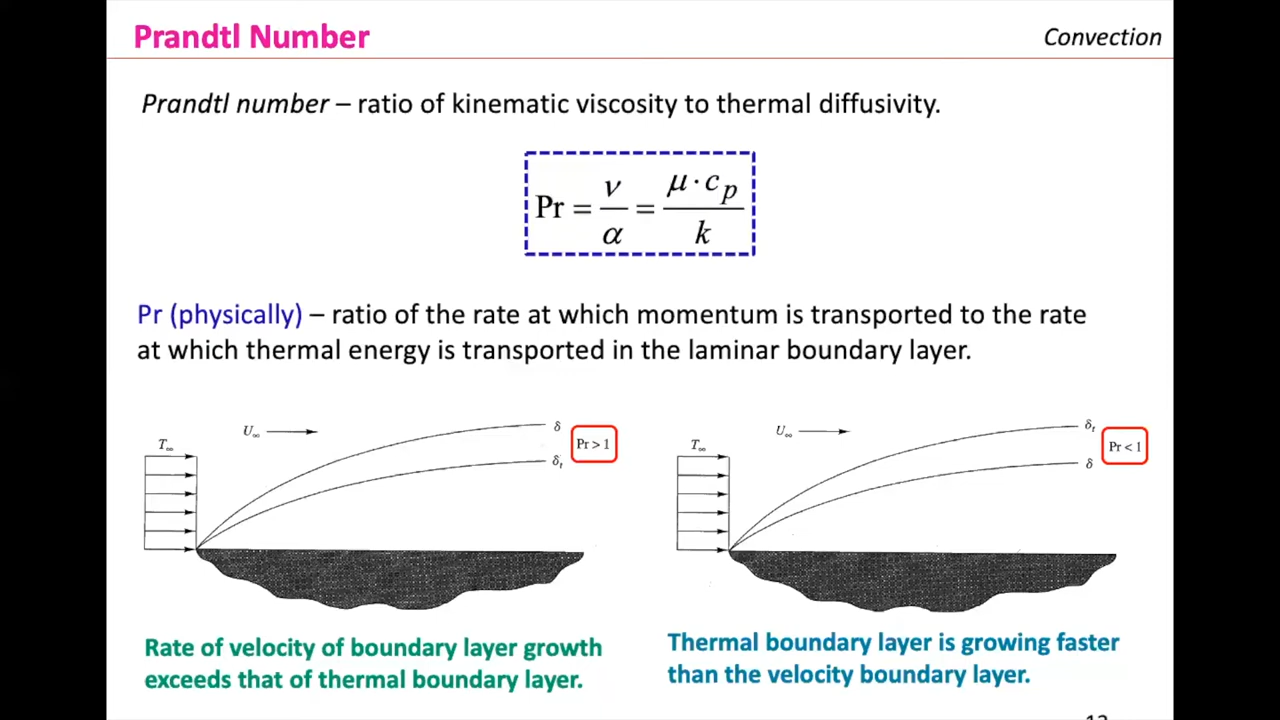 Prandtl Number
Convection
Prandtl number – ratio of kinematic viscosity to thermal diffusivity.
Pr = ν/α = μ · c_p / k
Pr (physically) – ratio of the rate at which momentum is transported to the rate
at which thermal energy is transported in the laminar boundary layer.
T∞
U∞
δ
Pr > 1
δt
T∞
U∞
δt
Pr < 1
δ
Rate of velocity of boundary layer growth
exceeds that of thermal boundary layer.
Thermal boundary layer is growing faster
than the velocity boundary layer.